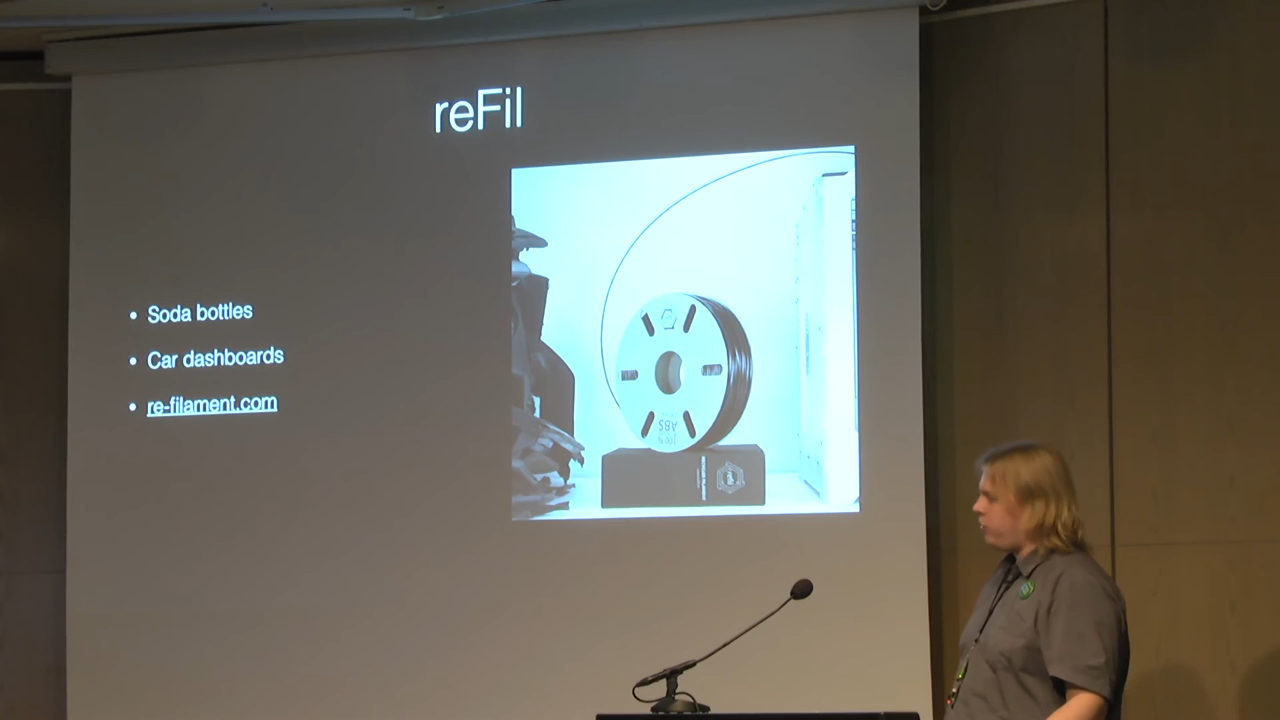 reFil
• Soda bottles
• Car dashboards
• re-filament.com
100 %
ABS